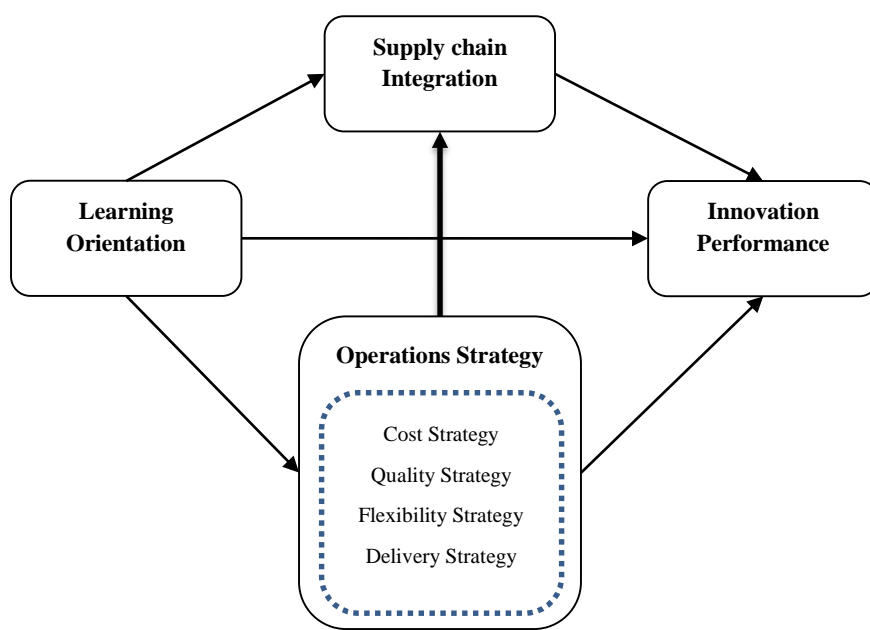 Supply chain
Integration
Learning
Orientation
Innovation
Performance
Operations Strategy
Cost Strategy
Quality Strategy
Flexibility Strategy
Delivery Strategy